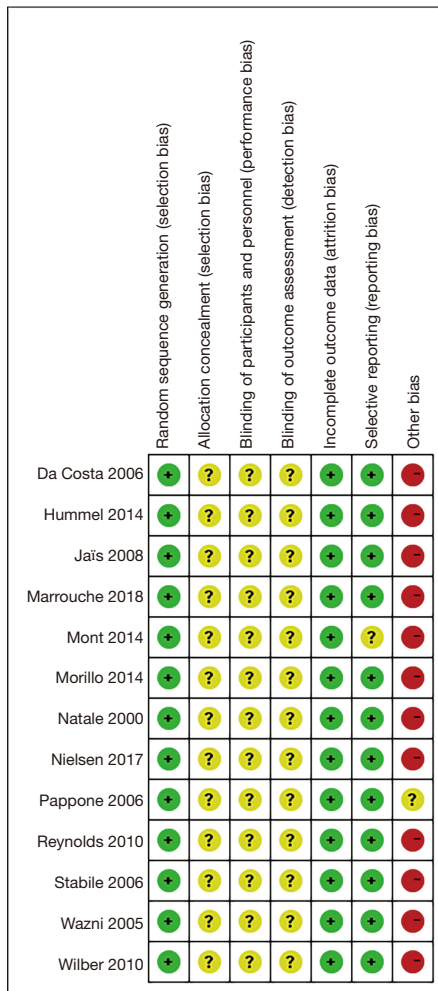 Random sequence generation (selection bias)
Allocation concealment (selection bias)
Blinding of participants and personnel (performance bias)
Blinding of outcome assessment (detection bias)
Incomplete outcome data (attrition bias)
Selective reporting (reporting bias)
Other bias
Da Costa 2006 + ? ? ? + + -
Hummel 2014 + ? ? ? + + -
Jaïs 2008 + ? ? ? + + -
Marrouche 2018 + ? ? ? + + -
Mont 2014 + ? ? ? + ? -
Morillo 2014 + ? ? ? + + -
Natale 2000 + ? ? ? + + -
Nielsen 2017 + ? ? ? + + -
Pappone 2006 + ? ? ? + + ?
Reynolds 2010 + ? ? ? + + -
Stabile 2006 + ? ? ? + + -
Wazni 2005 + ? ? ? + + -
Wilber 2010 + ? ? ? + + -